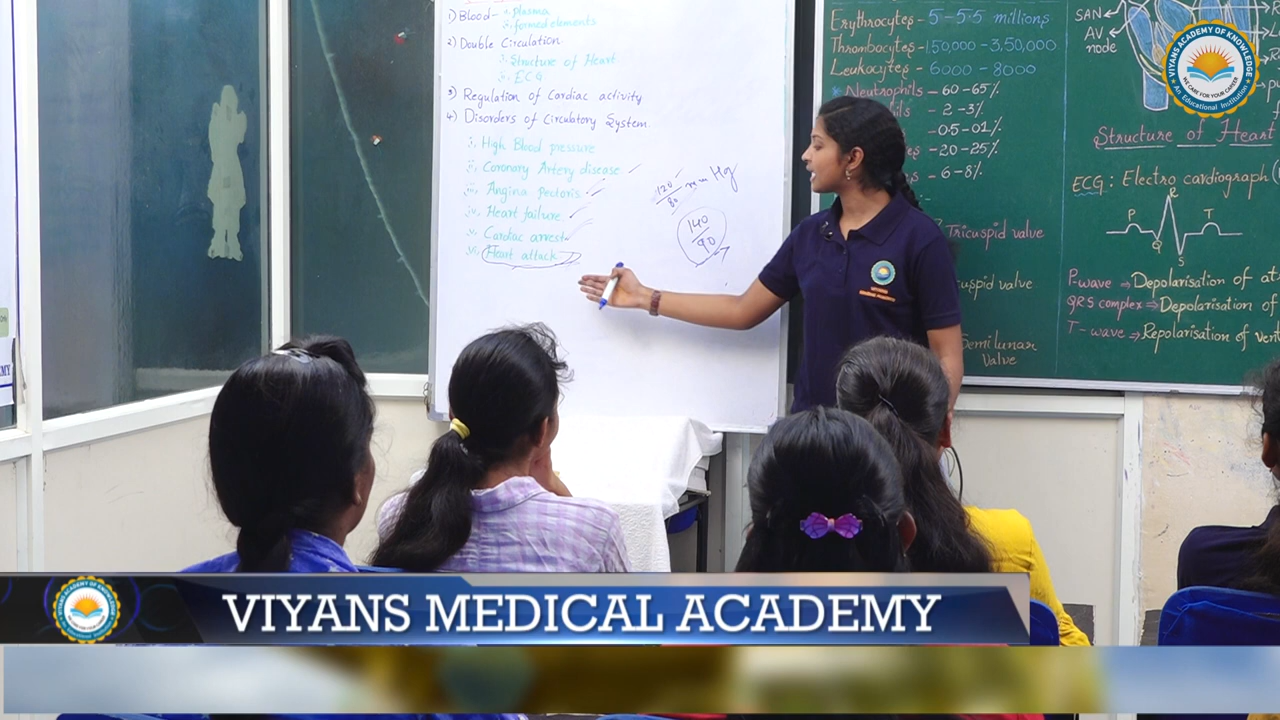 1) Blood - i. plasma
ii. formed elements
2) Double Circulation
i. Structure of Heart
ii. ECG
3) Regulation of Cardiac activity
4) Disorders of Circulatory System
i. High Blood pressure
ii. Coronary Artery disease
iii. Angina Pectoris
iv. Heart failure
v. Cardiac arrest
vi. Heart attack
120/80 mm Hg
140/90
Erythrocytes - 5-5.5 millions
Thrombocytes - 1,50,000 - 3,50,000
Leukocytes - 6000 - 8000
* Neutrophils - 60-65%
- 2-3%
-0.5-01%
-20-25%
- 6-8%
Tricuspid valve
cuspid valve
Semilunar
Valve
SAN
AV
node
Structure of Heart
ECG: Electro cardiograph
R
P
T
Q
S
P-wave ⇒ Depolarisation of at
QRS complex ⇒ Depolarisation of
T-wave ⇒ Repolarisation of vent
VIYANS ACADEMY OF KNOWLEDGE
WE CARE FOR YOUR CAREER
An Educational Institution
VIYANS MEDICAL ACADEMY